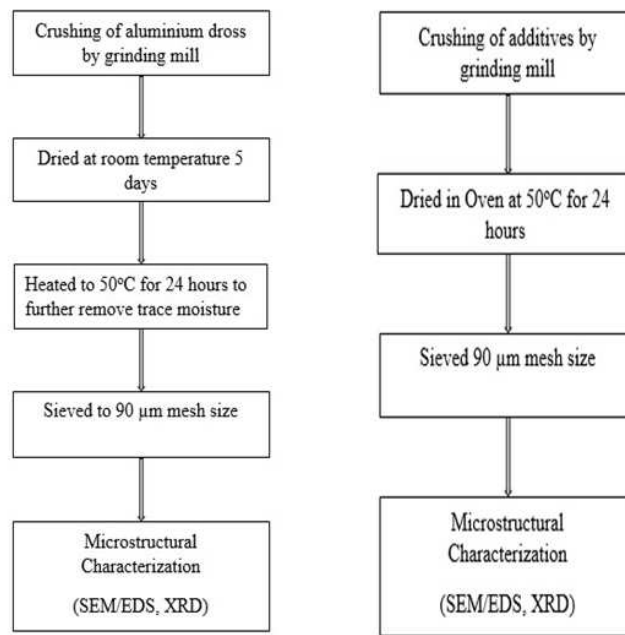 Crushing of aluminium dross
by grinding mill
Dried at room temperature 5
days
Heated to 50°C for 24 hours to
further remove trace moisture
Sieved to 90 µm mesh size
Microstructural
Characterization
(SEM/EDS, XRD)
Crushing of additives by
grinding mill
Dried in Oven at 50°C for 24
hours
Sieved 90 µm mesh size
Microstructural
Characterization
(SEM/EDS, XRD)